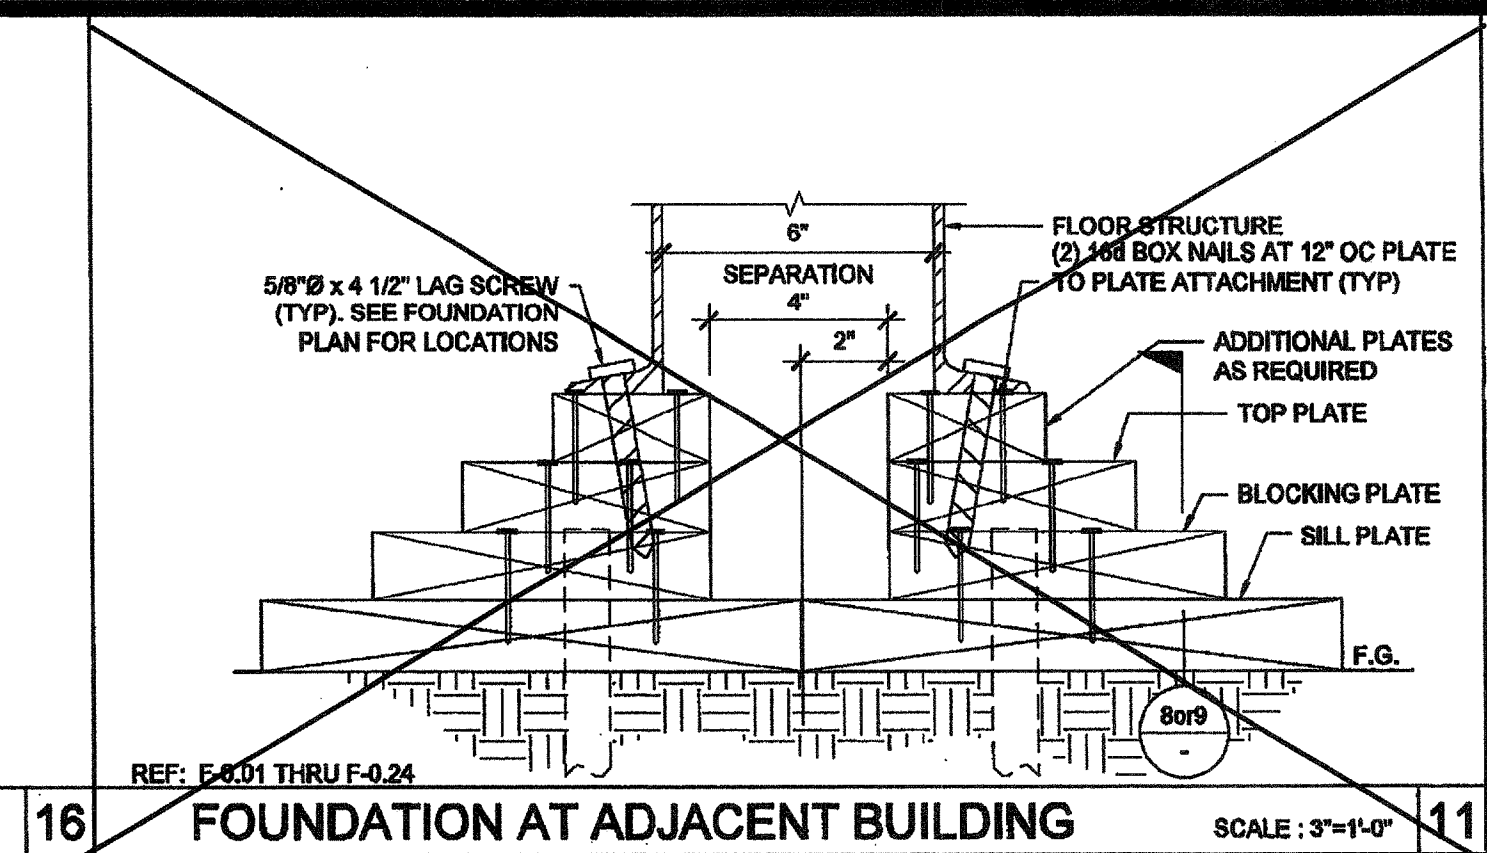 6"
SEPARATION
4"
2"
5/8"Ø x 4 1/2" LAG SCREW
(TYP). SEE FOUNDATION
PLAN FOR LOCATIONS
FLOOR STRUCTURE
(2) 16d BOX NAILS AT 12" OC PLATE
TO PLATE ATTACHMENT (TYP)
ADDITIONAL PLATES
AS REQUIRED
TOP PLATE
BLOCKING PLATE
SILL PLATE
F.G.
8or9
-
REF: F-0.01 THRU F-0.24
16
FOUNDATION AT ADJACENT BUILDING
SCALE : 3"=1'-0"
11